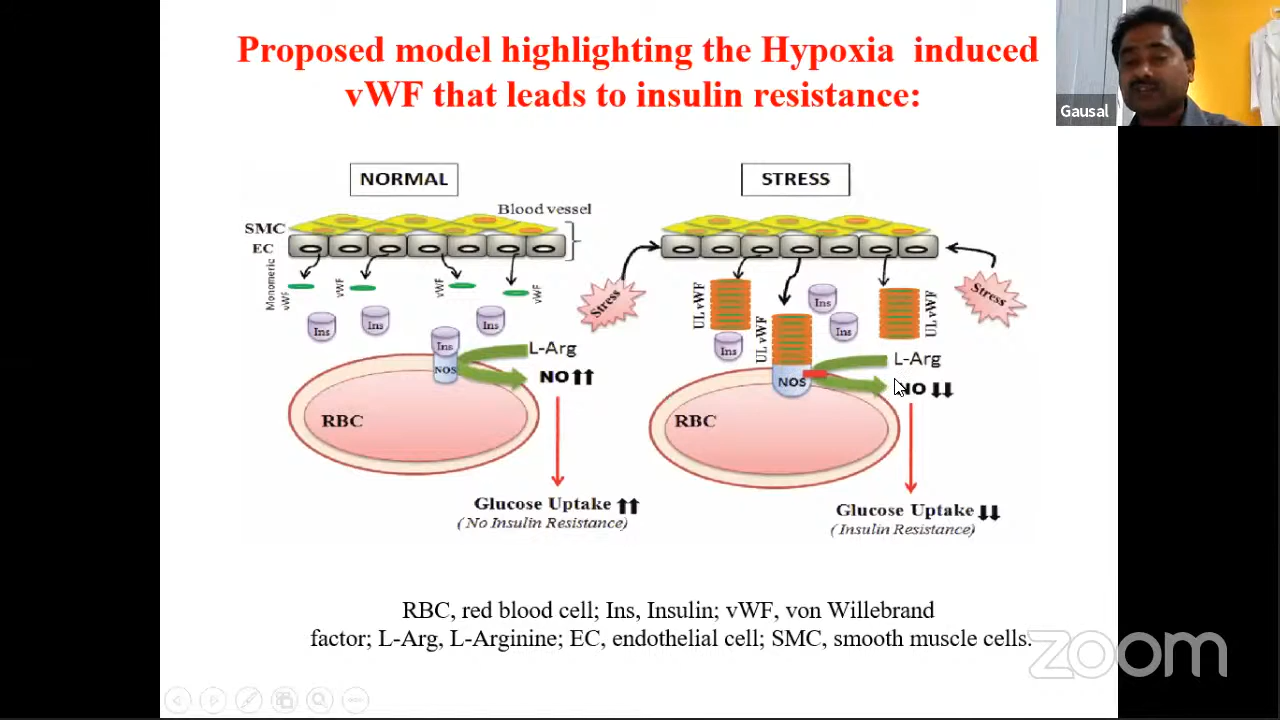 Proposed model highlighting the Hypoxia induced
vWF that leads to insulin resistance:
Gausal
NORMAL
STRESS
Blood vessel
SMC
EC
Monomeric
vWF
vWF
vWF
vWF
Ins
Ins
Ins
Ins
NOS
L-Arg
NO
RBC
Glucose Uptake
( No Insulin Resistance)
Stress
Stress
UL vWF
UL vWF
UL vWF
Ins
Ins
Ins
NOS
L-Arg
NO
RBC
Glucose Uptake
( Insulin Resistance)
RBC, red blood cell; Ins, Insulin; vWF, von Willebrand
factor; L-Arg, L-Arginine; EC, endothelial cell; SMC, smooth muscle cells.
zoom